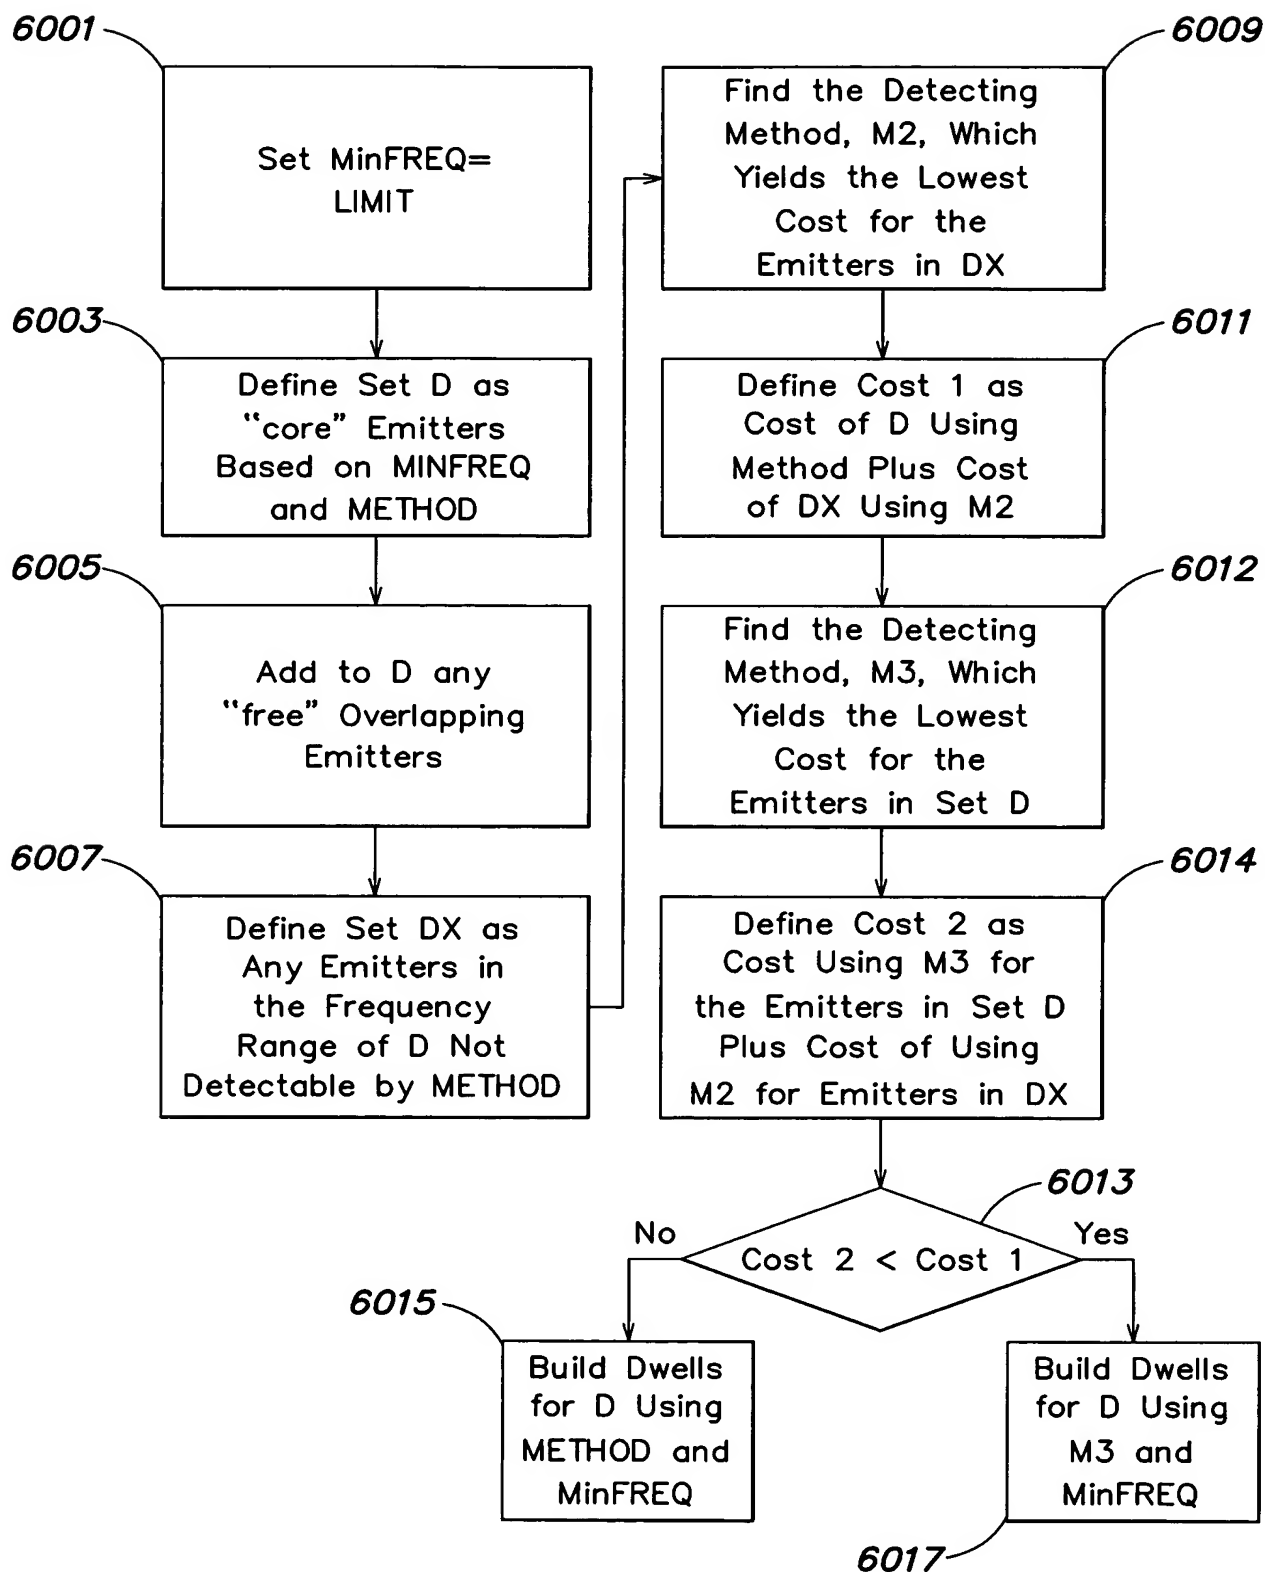 6001
Set MinFREQ=
LIMIT
6003
Define Set D as
"core" Emitters
Based on MINFREQ
and METHOD
6005
Add to D any
"free" Overlapping
Emitters
6007
Define Set DX as
Any Emitters in
the Frequency
Range of D Not
Detectable by METHOD
6009
Find the Detecting
Method, M2, Which
Yields the Lowest
Cost for the
Emitters in DX
6011
Define Cost 1 as
Cost of D Using
Method Plus Cost
of DX Using M2
6012
Find the Detecting
Method, M3, Which
Yields the Lowest
Cost for the
Emitters in Set D
6014
Define Cost 2 as
Cost Using M3 for
the Emitters in Set D
Plus Cost of Using
M2 for Emitters in DX
6013
No
Cost 2 < Cost 1
Yes
6015
Build Dwells
for D Using
METHOD and
MinFREQ
Build Dwells
for D Using
M3 and
MinFREQ
6017